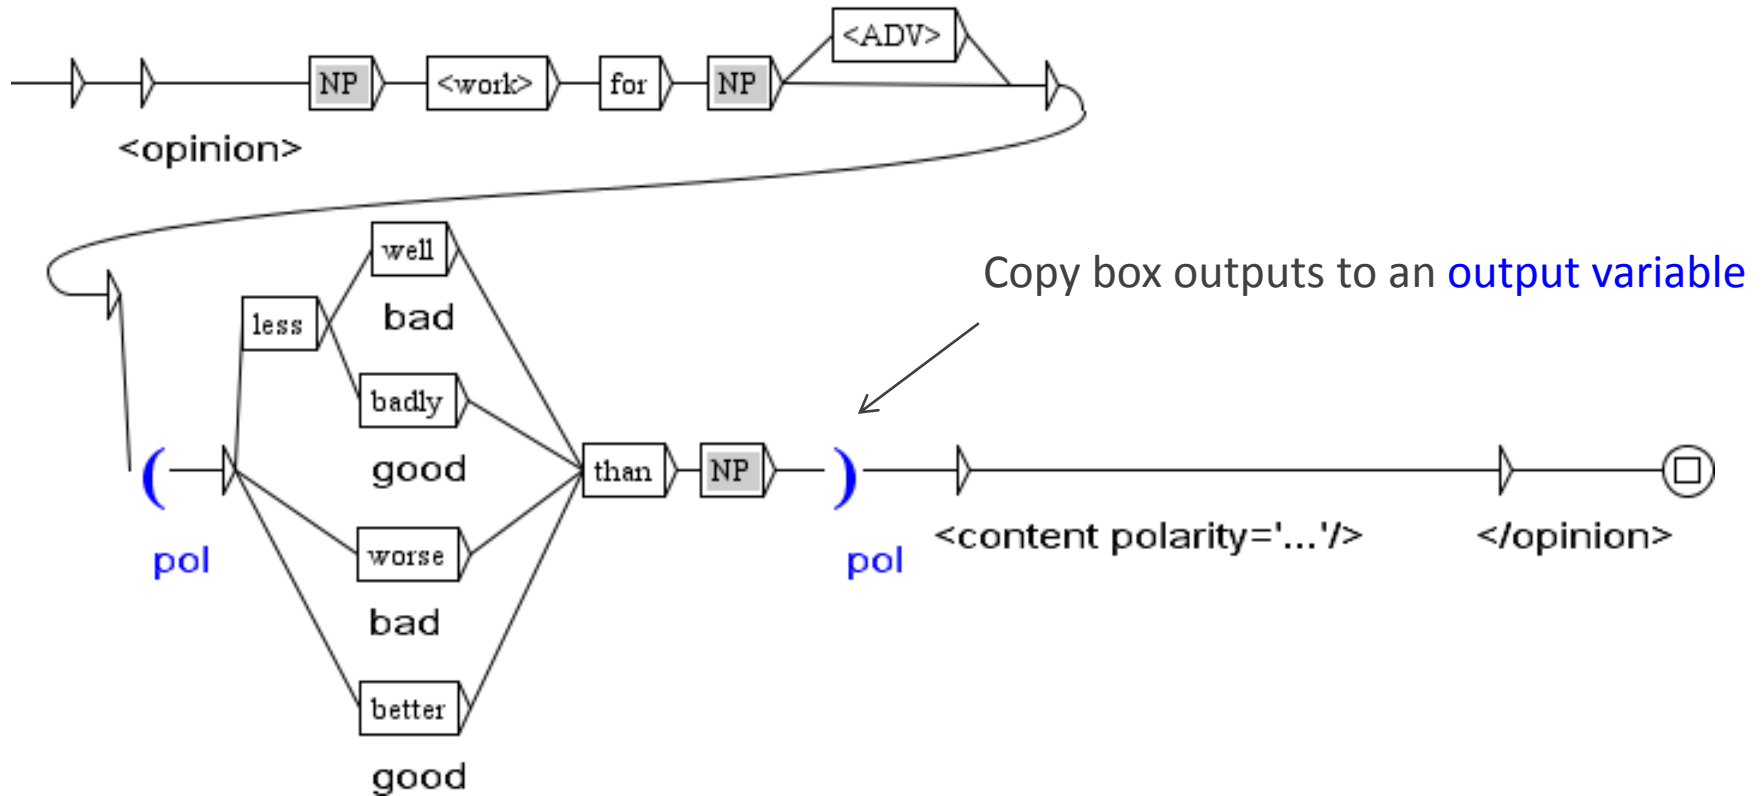 <ADV>
NP <work> for NP
<opinion>
well
Copy box outputs to an output variable
less
bad
badly
good
than NP
( )
<content polarity='...'/> </opinion>
worse
pol pol
bad
better
good